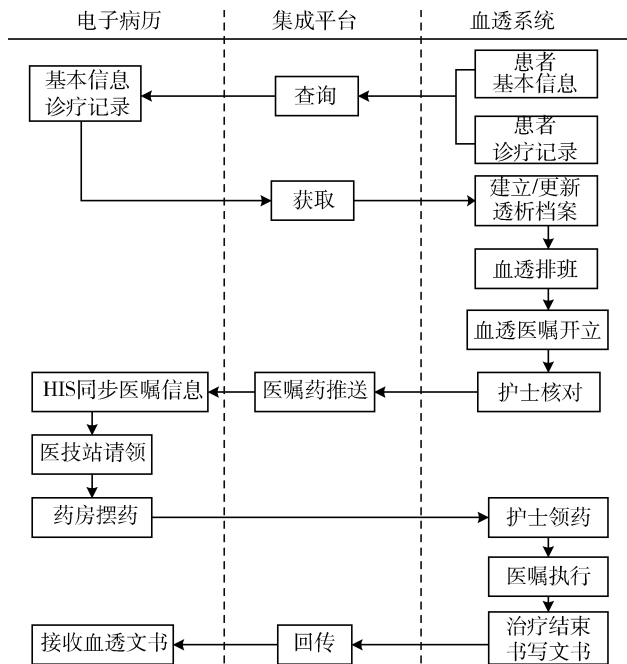 电子病历
集成平台
血透系统
基本信息
诊疗记录
查询
患者
基本信息
患者
诊疗记录
获取
建立/更新
透析档案
血透排班
血透医嘱开立
HIS同步医嘱信息
医嘱药推送
护士核对
医技站请领
药房摆药
护士领药
医嘱执行
接收血透文书
回传
治疗结束
书写文书